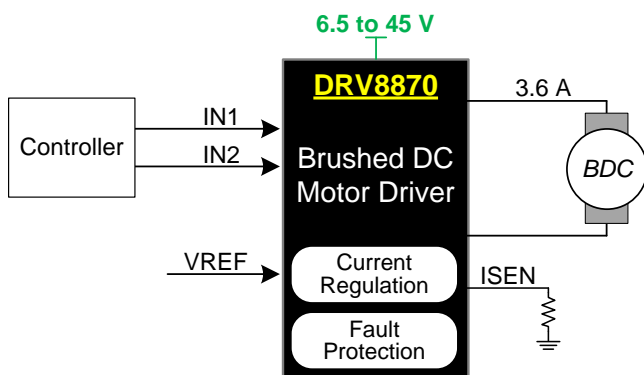 6.5 to 45 V
DRV8870
3.6 A
IN1
Controller
IN2
Brushed DC
Motor Driver
BDC
VREF
Current
Regulation
ISEN
Fault
Protection